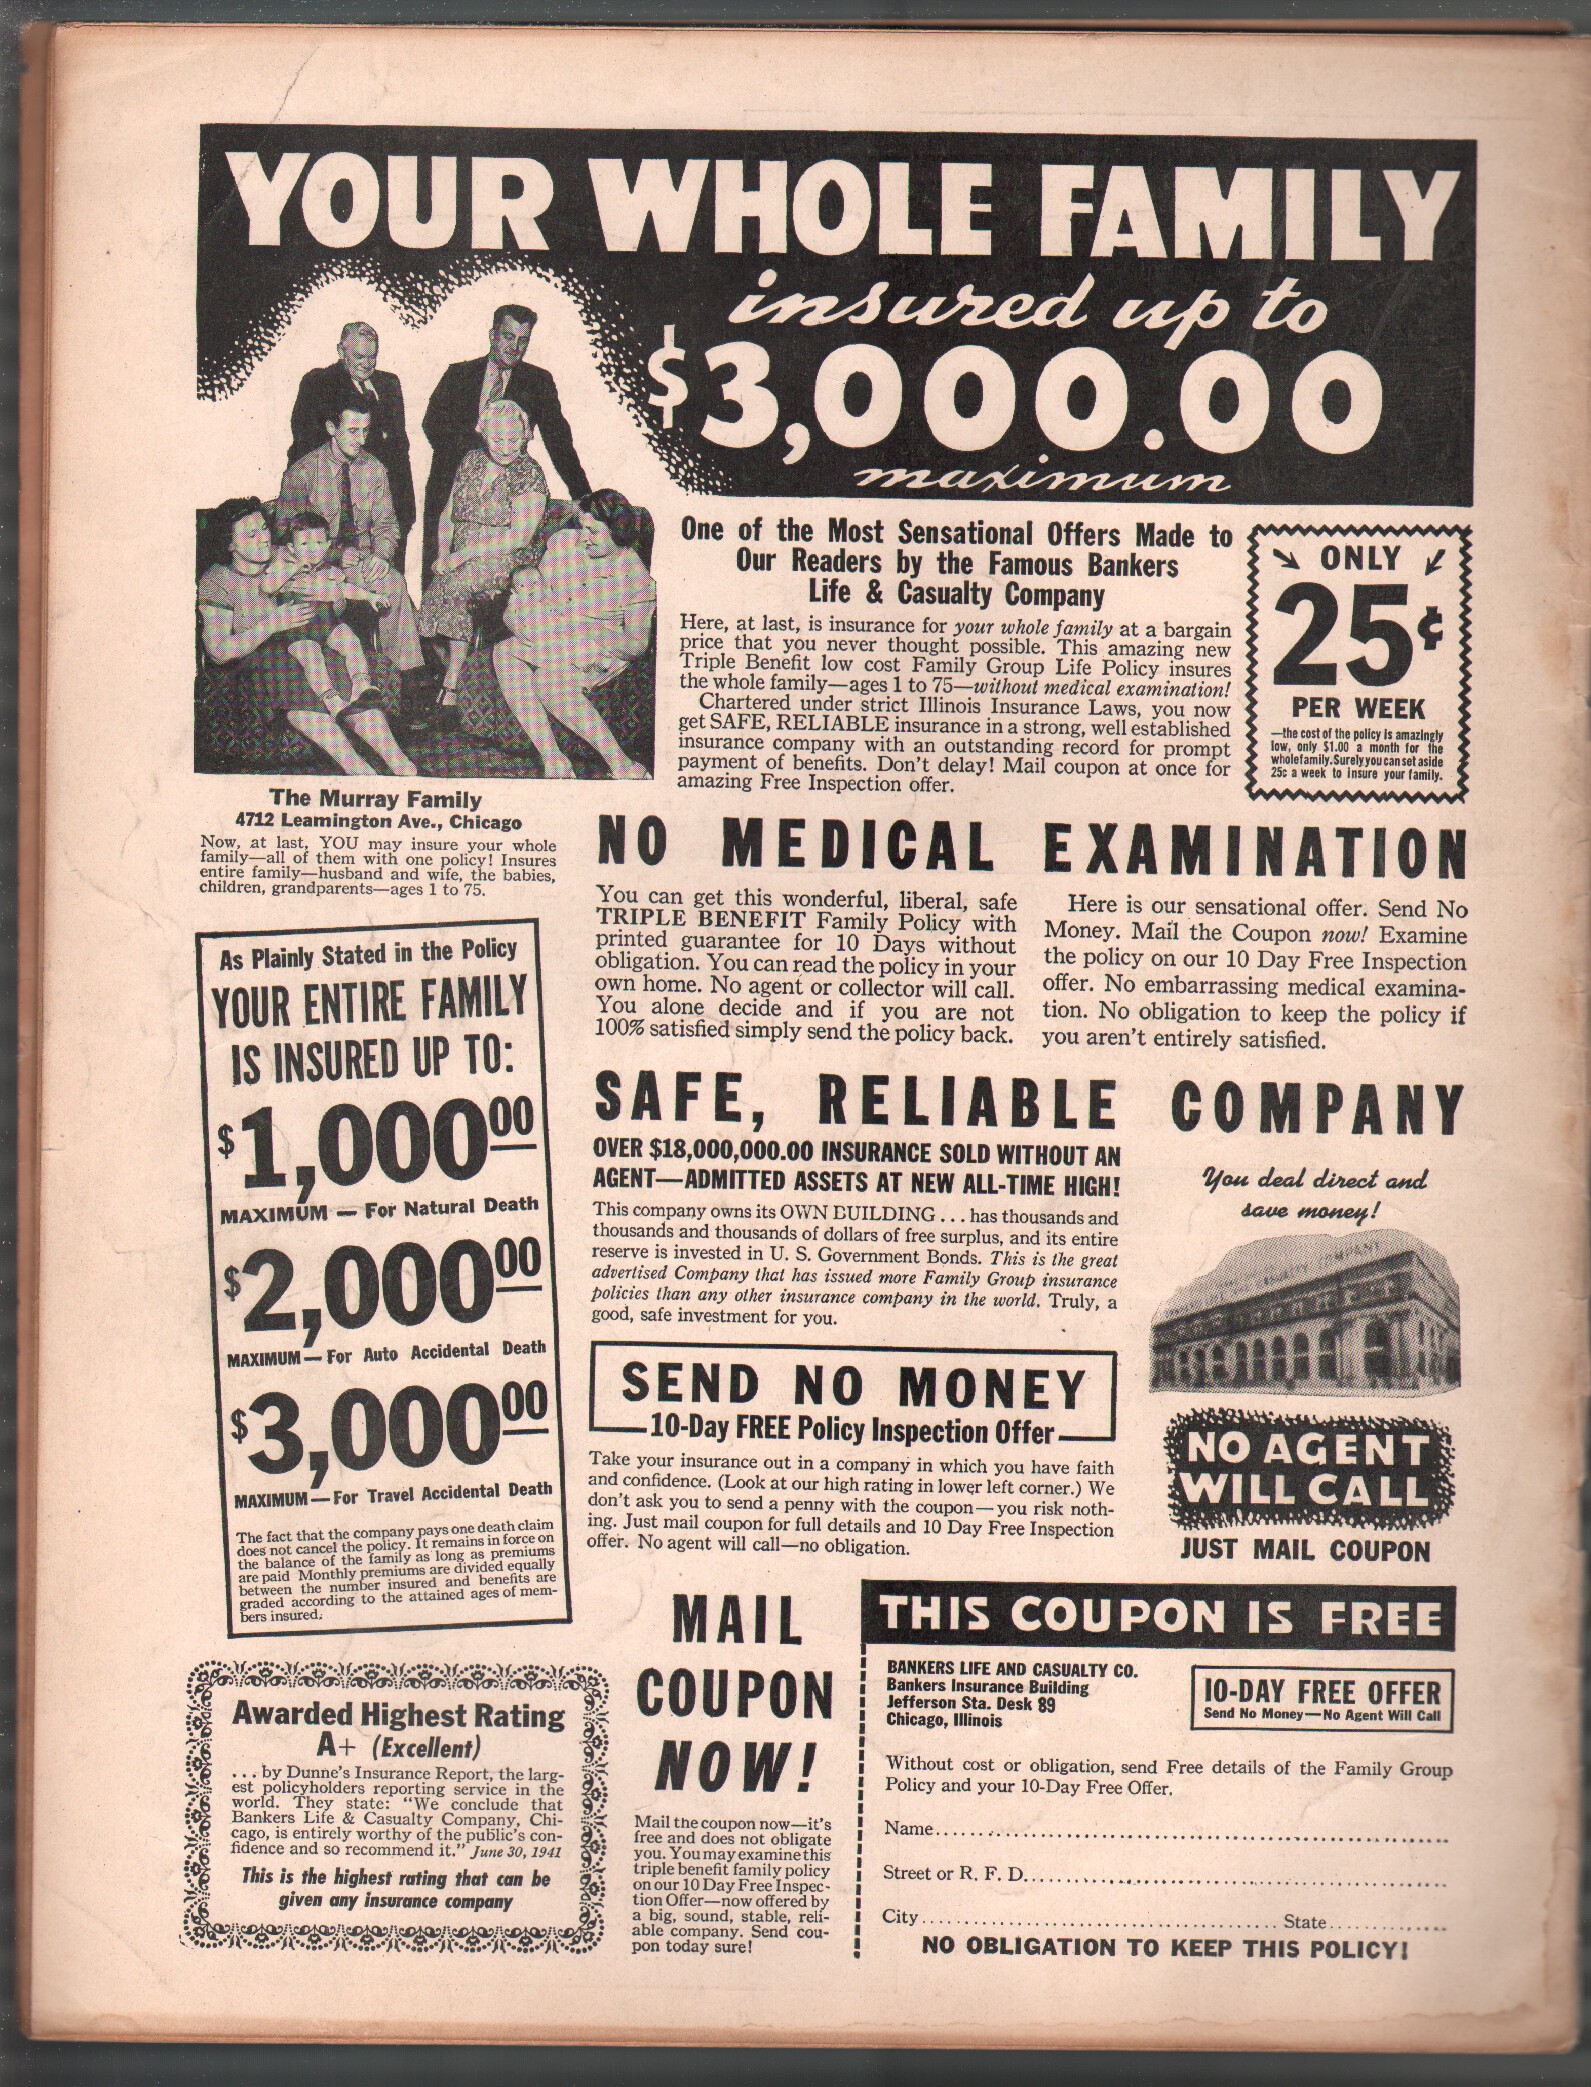 YOUR WHOLE FAMILY
insured up to
$3,000.00
maximum
One of the Most Sensational Offers Made to
Our Readers by the Famous Bankers
Life & Casualty Company
Here, at last, is insurance for your whole family at a bargain
price that you never thought possible. This amazing new
Triple Benefit low cost Family Group Life Policy insures
the whole family—ages 1 to 75—without medical examination!
Chartered under strict Illinois Insurance Laws, you now
get SAFE, RELIABLE insurance in a strong, well established
insurance company with an outstanding record for prompt
payment of benefits. Don't delay! Mail coupon at once for
amazing Free Inspection offer.
ONLY
25¢
PER WEEK
—the cost of the policy is amazingly
low, only $1.00 a month for the
whole family. Surely you can set aside
25c a week to insure your family.
The Murray Family
4712 Leamington Ave., Chicago
Now, at last, YOU may insure your whole
family—all of them with one policy! Insures
entire family—husband and wife, the babies,
children, grandparents—ages 1 to 75.
As Plainly Stated in the Policy
YOUR ENTIRE FAMILY
IS INSURED UP TO:
$1,000.00
MAXIMUM — For Natural Death
$2,000.00
MAXIMUM — For Auto Accidental Death
$3,000.00
MAXIMUM — For Travel Accidental Death
The fact that the company pays one death claim
does not cancel the policy. It remains in force on
the balance of the family as long as premiums
are paid Monthly premiums are divided equally
between the number insured and benefits are
graded according to the attained ages of mem-
bers insured.
NO MEDICAL EXAMINATION
You can get this wonderful, liberal, safe
TRIPLE BENEFIT Family Policy with
printed guarantee for 10 Days without
obligation. You can read the policy in your
own home. No agent or collector will call.
You alone decide and if you are not
100% satisfied simply send the policy back.
Here is our sensational offer. Send No
Money. Mail the Coupon now! Examine
the policy on our 10 Day Free Inspection
offer. No embarrassing medical examina-
tion. No obligation to keep the policy if
you aren't entirely satisfied.
SAFE, RELIABLE COMPANY
OVER $18,000,000.00 INSURANCE SOLD WITHOUT AN
AGENT—ADMITTED ASSETS AT NEW ALL-TIME HIGH!
This company owns its OWN BUILDING . . . has thousands and
thousands and thousands of dollars of free surplus, and its entire
reserve is invested in U. S. Government Bonds. This is the great
advertised Company that has issued more Family Group insurance
policies than any other insurance company in the world. Truly, a
good, safe investment for you.
You deal direct and
save money!
CASUALTY COMPANY
SEND NO MONEY
10-Day FREE Policy Inspection Offer
Take your insurance out in a company in which you have faith
and confidence. (Look at our high rating in lower left corner.) We
don't ask you to send a penny with the coupon—you risk noth-
ing. Just mail coupon for full details and 10 Day Free Inspection
offer. No agent will call—no obligation.
NO AGENT
WILL CALL
JUST MAIL COUPON
Awarded Highest Rating
A+ (Excellent)
. . . by Dunne's Insurance Report, the larg-
est policyholders reporting service in the
world. They state: "We conclude that
Bankers Life & Casualty Company, Chi-
cago, is entirely worthy of the public's con-
fidence and so recommend it." June 30, 1941
This is the highest rating that can be
given any insurance company
MAIL
COUPON
NOW!
Mail the coupon now—it's
free and does not obligate
you. You may examine this
triple benefit family policy
on our 10 Day Free Inspec-
tion Offer—now offered by
a big, sound, stable, reli-
able company. Send cou-
pon today sure!
THIS COUPON IS FREE
BANKERS LIFE AND CASUALTY CO.
Bankers Insurance Building
Jefferson Sta. Desk 89
Chicago, Illinois
10-DAY FREE OFFER
Send No Money—No Agent Will Call
Without cost or obligation, send Free details of the Family Group
Policy and your 10-Day Free Offer.
Name
Street or R. F. D.
City State
NO OBLIGATION TO KEEP THIS POLICY!